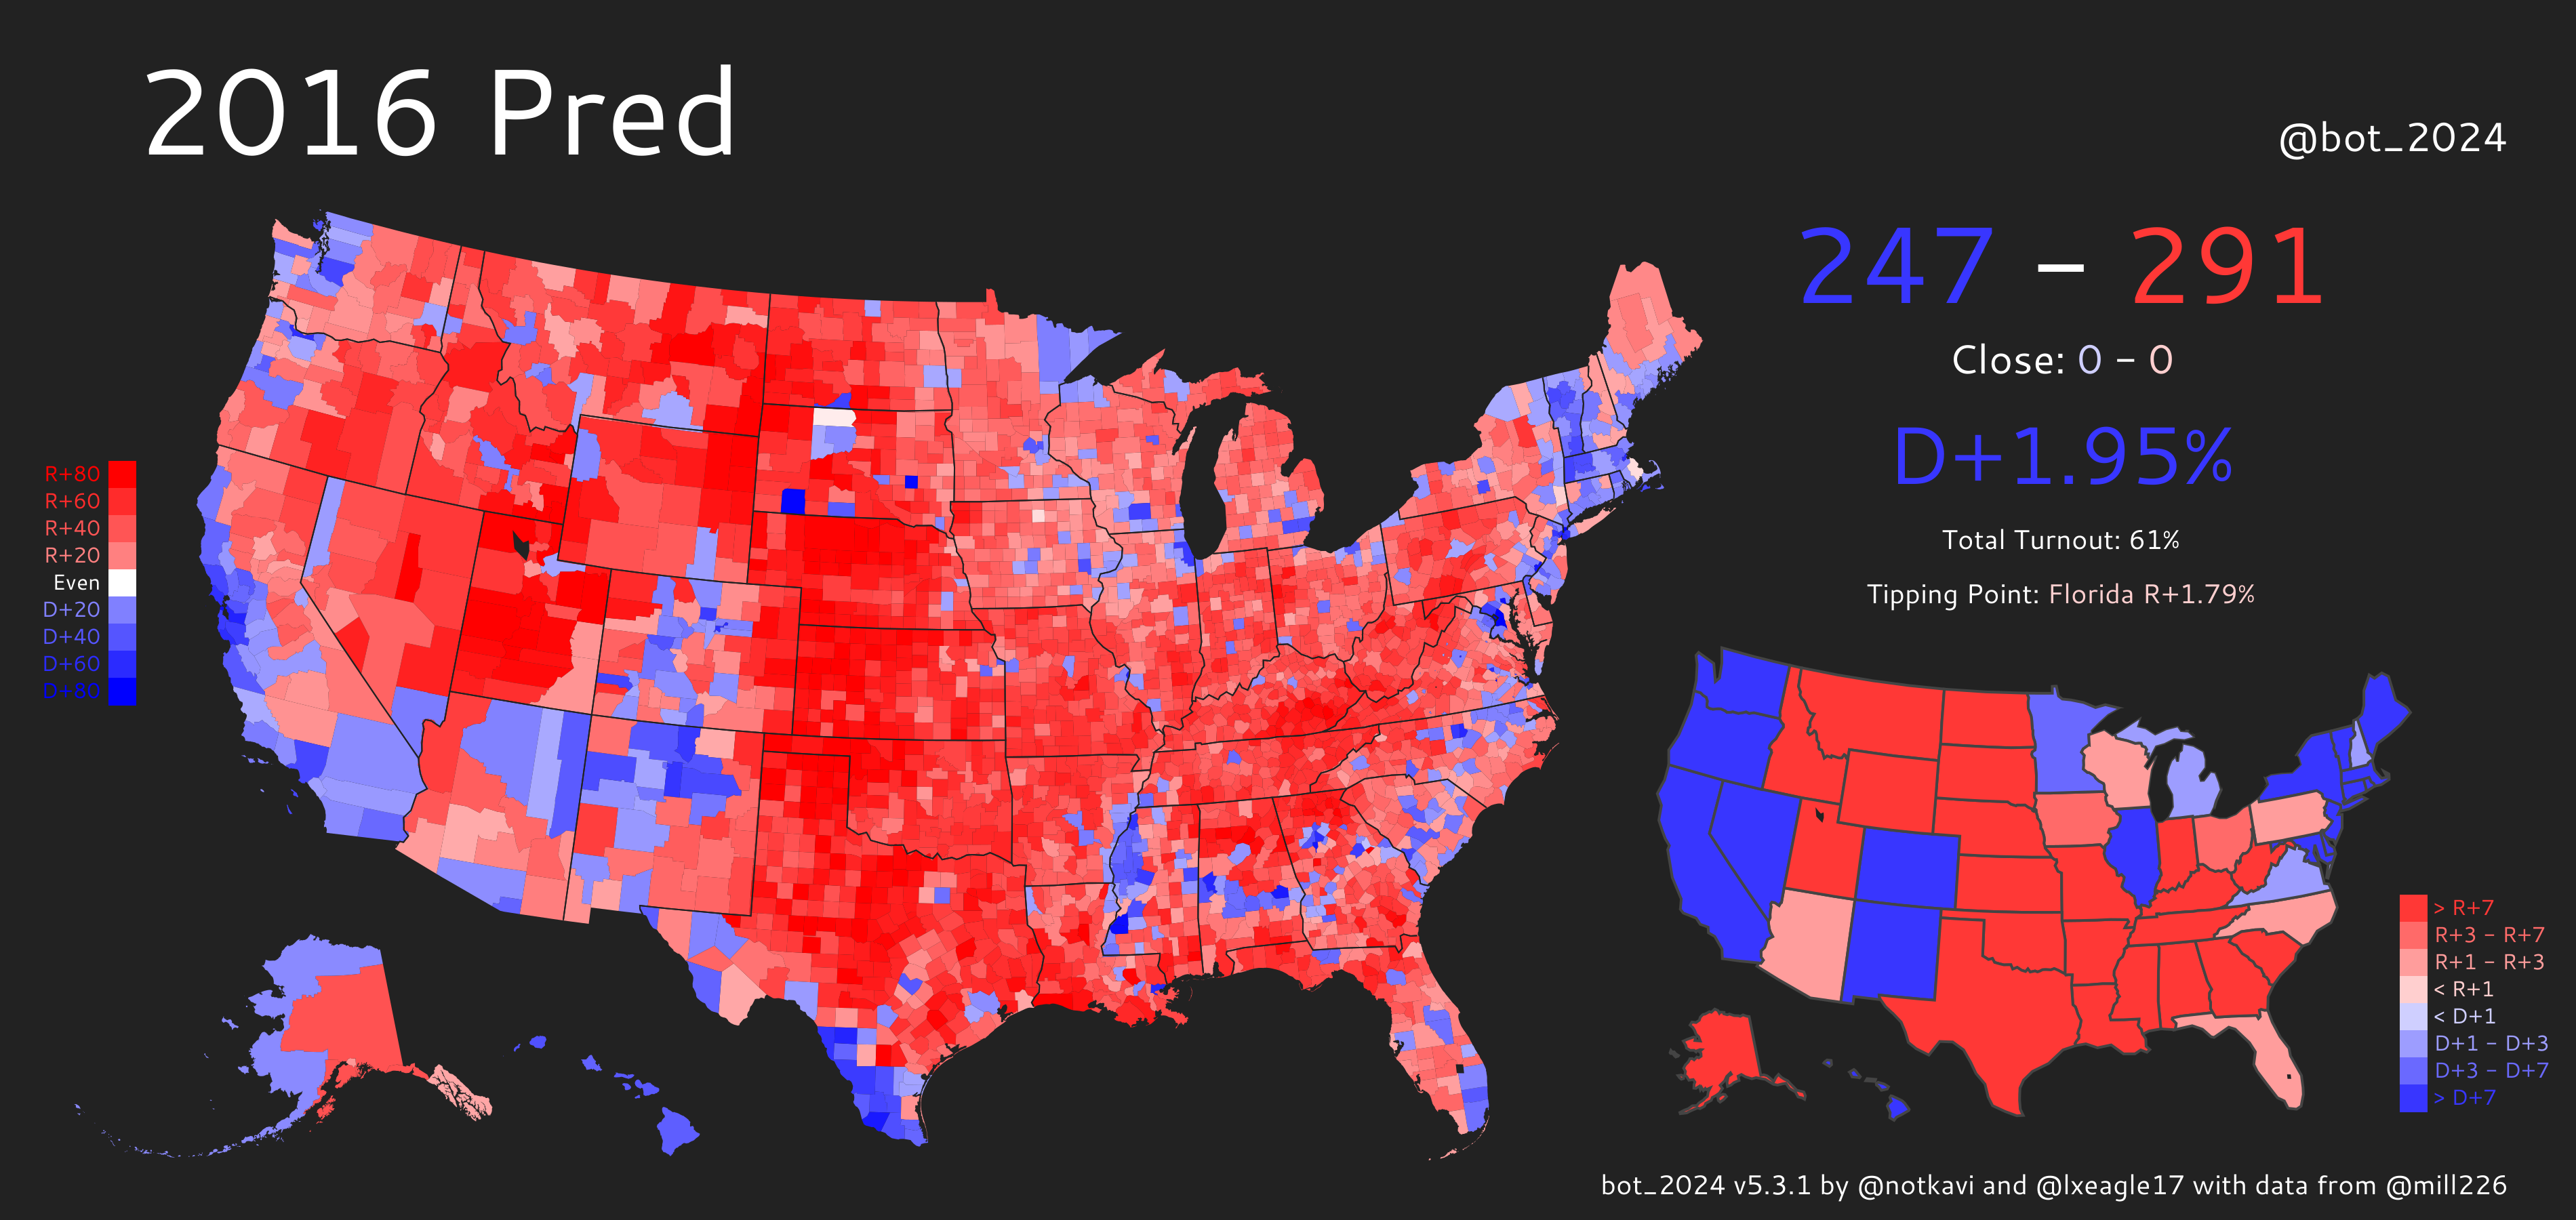 2016 Pred
@bot_2024
247 – 291
Close: 0 – 0
D+1.95%
Total Turnout: 61%
Tipping Point: Florida R+1.79%
R+80
R+60
R+40
R+20
Even
D+20
D+40
D+60
D+80
> R+7
R+3 – R+7
R+1 – R+3
< R+1
< D+1
D+1 – D+3
D+3 – D+7
> D+7
bot_2024 v5.3.1 by @notkavi and @lxeagle17 with data from @mill226